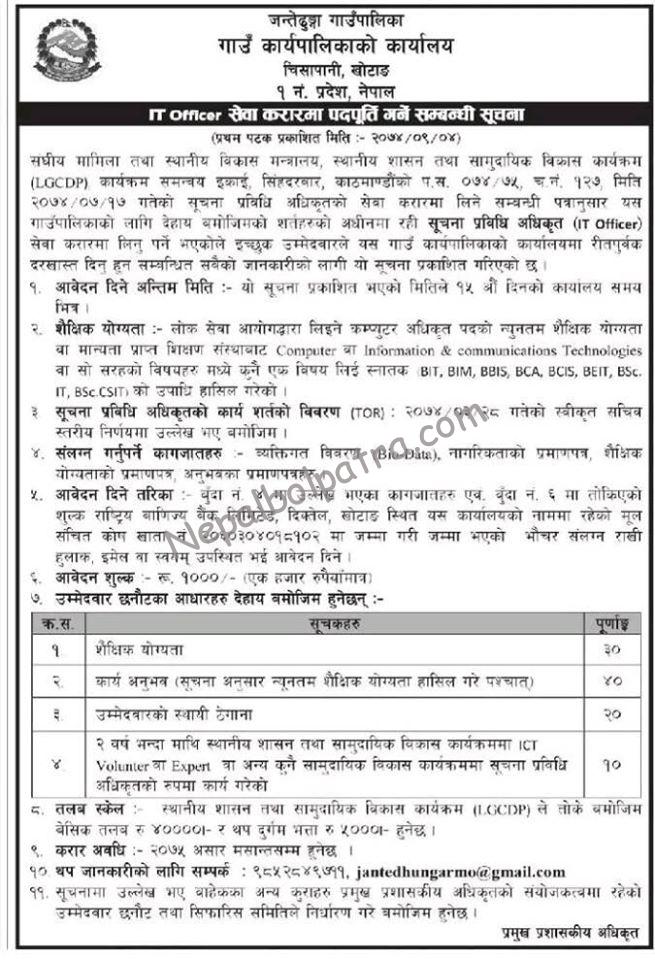 जन्तेढुङ्गा गाउँपालिका
गाउँ कार्यपालिकाको कार्यालय
चिसापानी, खोटाङ
१ नं. प्रदेश, नेपाल
IT Officer सेवा करारमा पदपूर्ति गर्ने सम्बन्धी सूचना
(प्रथम पटक प्रकाशित मिति :- २०७४/०९/०४)
संघीय मामिला तथा स्थानीय विकास मन्त्रालय, स्थानीय शासन तथा सामुदायिक विकास कार्यक्रम
(LGCDP) कार्यक्रम समन्वय इकाई, सिंहदरवार, काठमाण्डौंको प.स. ०७४/७५, च.नं. १२७, मिति
२०७४/०७/१७ गतेको सूचना प्रविधि अधिकृतको सेवा करारमा लिने सम्बन्धी पत्रानुसार यस
गाउँपालिकाको लागि देहाय बमोजिमको शर्तहरुको अधीनमा रही सूचना प्रविधि अधिकृत (IT Officer)
सेवा करारमा लिनु पर्ने भएकोले इच्छुक उम्मेदवारले यस गाउँ कार्यपालिकाको कार्यालयमा रीतपुर्वक
दरखास्त दिनु हुन सम्बन्धित सबैको जानकारीको लागी यो सूचना प्रकाशित गरिएको छ ।
१. आवेदन दिने अन्तिम मिति :- यो सूचना प्रकाशित भएको मितिले १५ औं दिनको कार्यालय समय
भित्र ।
२. शैक्षिक योग्यता :- लोक सेवा आयोगद्धारा लिइने कम्प्युटर अधिकृत पदको न्युनतम शैक्षिक योग्यता
वा मान्यता प्राप्त शिक्षण संस्थाबाट Computer वा Information & communications Technologies
वा सो सरहको विषयहरु मध्ये कुनै एक विषय लिई स्नातक (BIT, BIM, BBIS, BCA, BCIS, BEIT, BSc.
IT, BSc.CSIT) को उपाधि हासिल गरेको ।
३ सूचना प्रविधि अधिकृतको कार्य शर्तको विवरण (TOR) : २०७४/०३/२८ गतेको स्वीकृत सचिव
स्तरीय निर्णयमा उल्लेख भए बमोजिम ।
४. संलग्न गर्नुपर्ने कागजातहरु :- व्यक्तिगत विवरण (Bio-Data), नागरिकताको प्रमाणपत्र, शैक्षिक
योग्यताको प्रमाणपत्र, अनुभवका प्रमाणपत्रहरु
५. आवेदन दिने तरिका : बुँदा नं. ४ मा उल्लेख भएका कागजातहरु एवं बुँदा नं. ६ मा तोकिएको
शुल्क राष्ट्रिय बाणिज्य बैंक लिमिटेड, दिक्तेल, खोटाङ स्थित यस कार्यालयको नाममा रहेको मूल
संचित कोष खाता मा जम्मा गरी जम्मा भएको भौचर संलग्न राखी
हुलाक, इमेल वा स्वयम् उपस्थित भई आवेदन दिने ।
६. आवेदन शुल्क :- रू. १०००/- (एक हजार रुपैयाँमात्र)
७. उम्मेदवार छनौटका आधारहरु देहाय बमोजिम हुनेछन् :-
क्र.स. सूचकहरु पूर्णाङ्क
१ शैक्षिक योग्यता ३०
२. कार्य अनुभव (सूचना अनुसार न्यूनतम शैक्षिक योग्यता हासिल गरे पश्चात्) ४०
३. उम्मेदवारको स्थायी ठेगाना २०
४. २ वर्ष भन्दा माथि स्थानीय शासन तथा सामुदायिक विकास कार्यक्रममा ICT
Volunter वा Expert वा अन्य कुनै सामुदायिक विकास कार्यक्रममा सूचना प्रविधि
अधिकृतको रुपमा कार्य गरेको १०
८. तलब स्केल :- स्थानीय शासन तथा सामुदायिक विकास कार्यक्रम (LGCDP) ले तोके बमोजिम
बेसिक तलब रु ४००००।- र थप दुर्गम भत्ता रु ५०००।- हुनेछ ।
९. करार अवधि :- २०७५ असार मसान्तसम्म हुनेछ ।
१०. थप जानकारीको लागि सम्पर्क : ९८५२८४९७११, jantedhungarmo@gmail.com
११. सूचनामा उल्लेख भए बाहेकका अन्य कुराहरु प्रमुख प्रशासकीय अधिकृतको संयोजकत्वमा रहेको
उम्मेदवार छनौट तथा सिफारिस समितिले निर्धारण गरे बमोजिम हुनेछ ।
प्रमुख प्रशासकीय अधिकृत
Nepalbolpatra.com